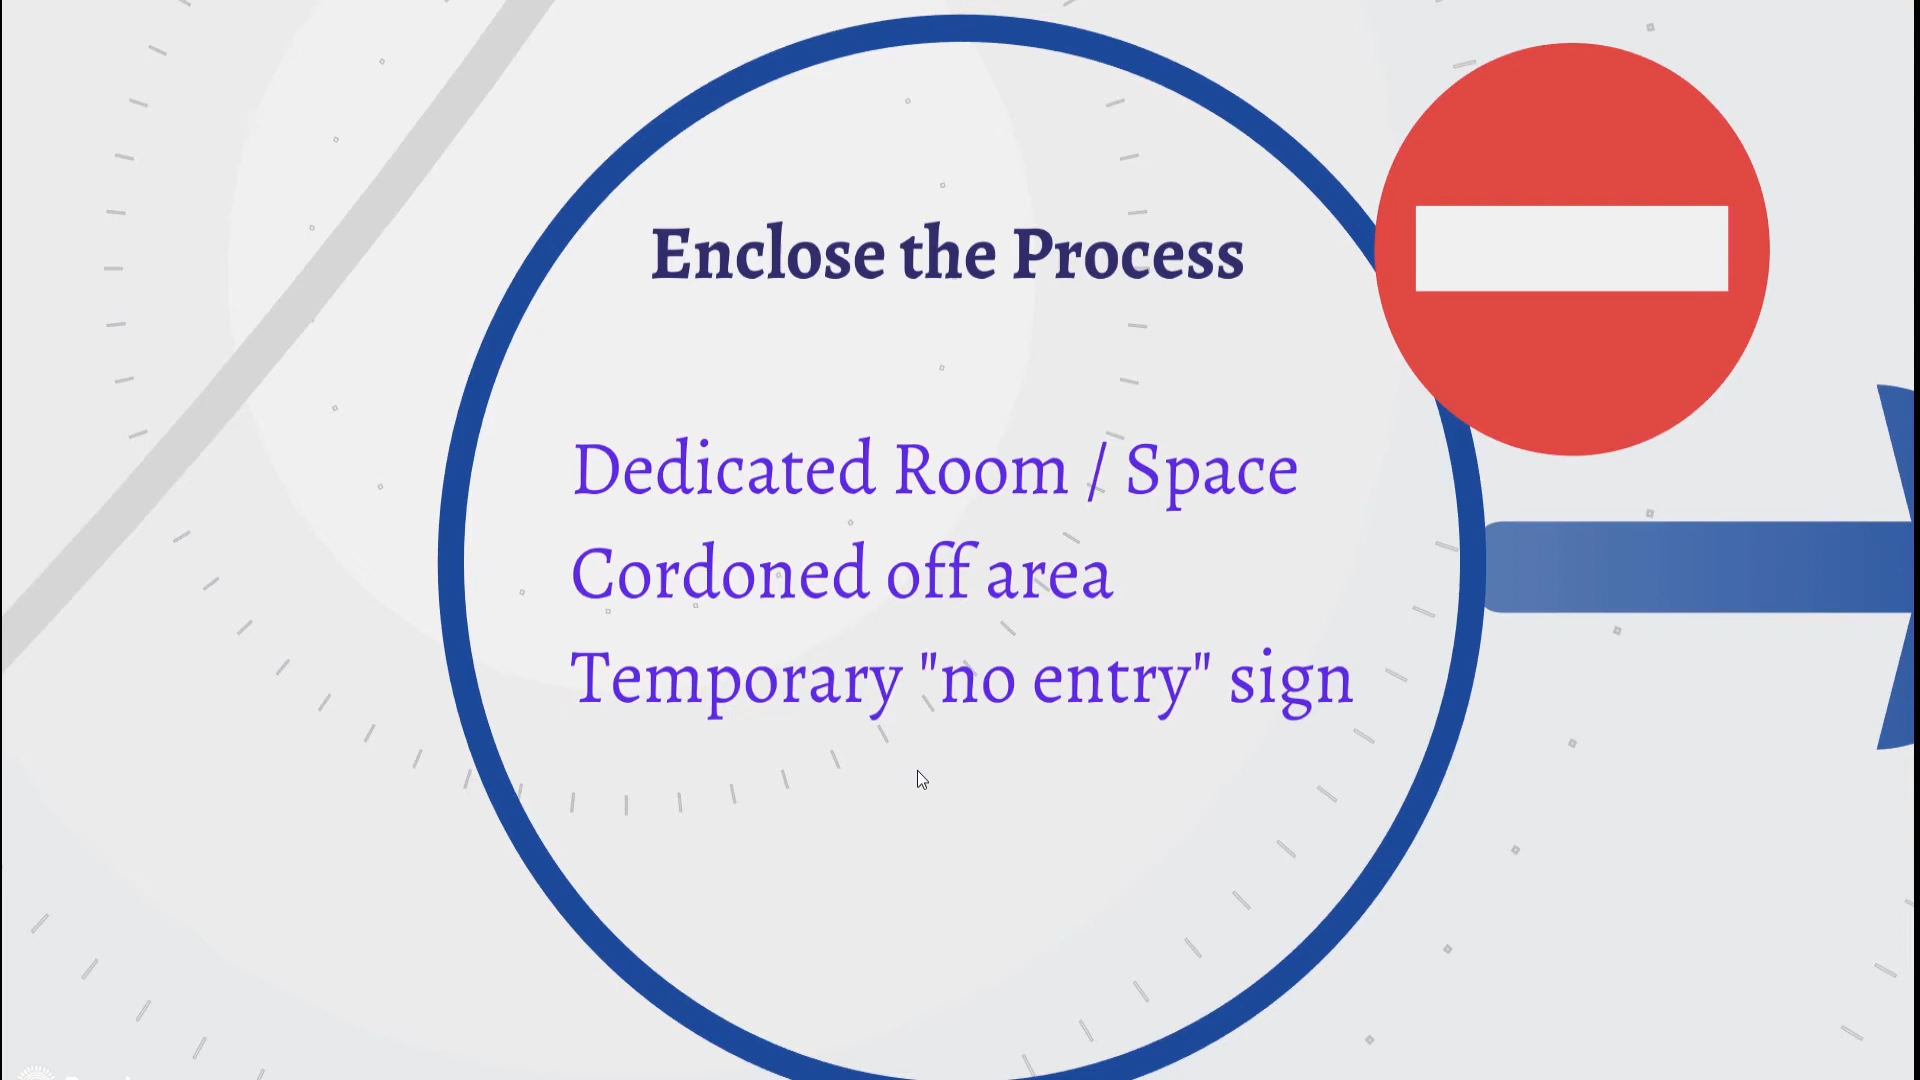 Enclose the Process
Dedicated Room / Space
Cordoned off area
Temporary "no entry" sign